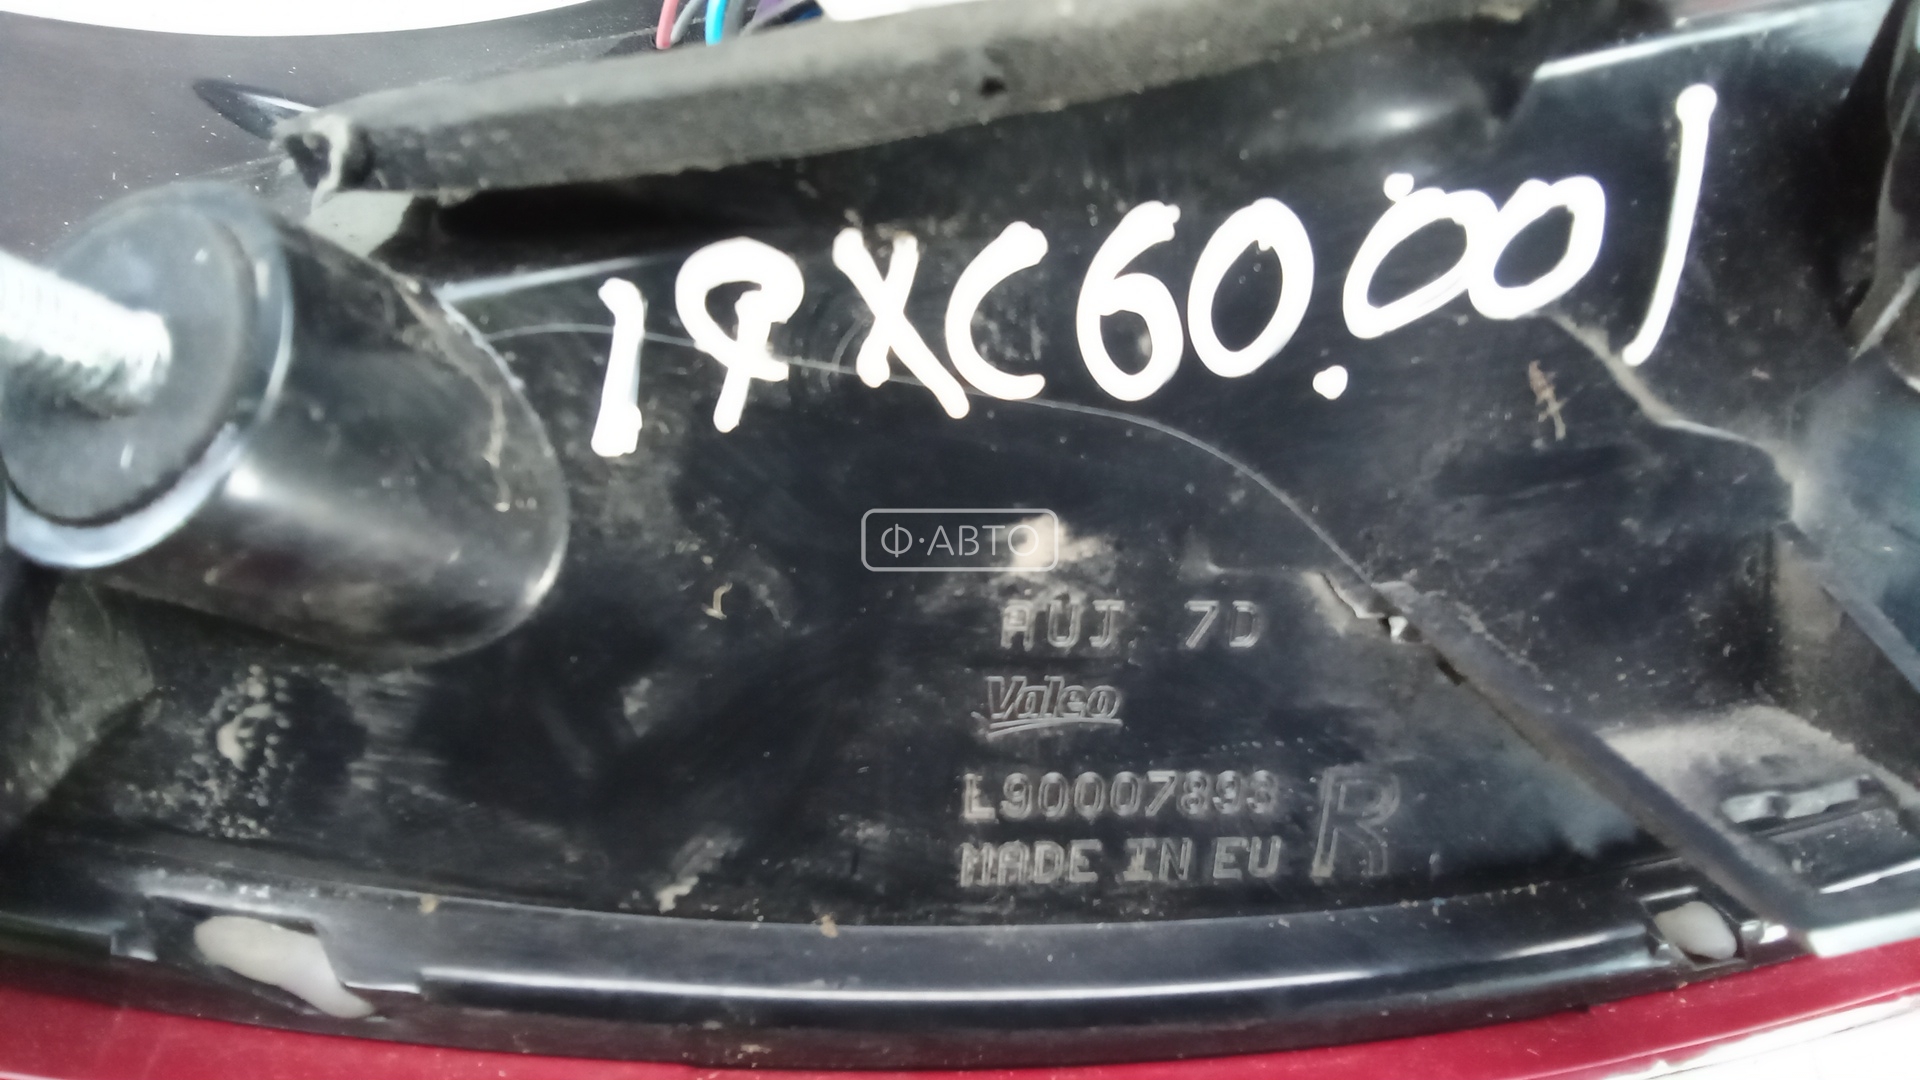 19XC60.001
Ф·АВТО
AUJ 7D
Valeo
L90007893 R
MADE IN EU